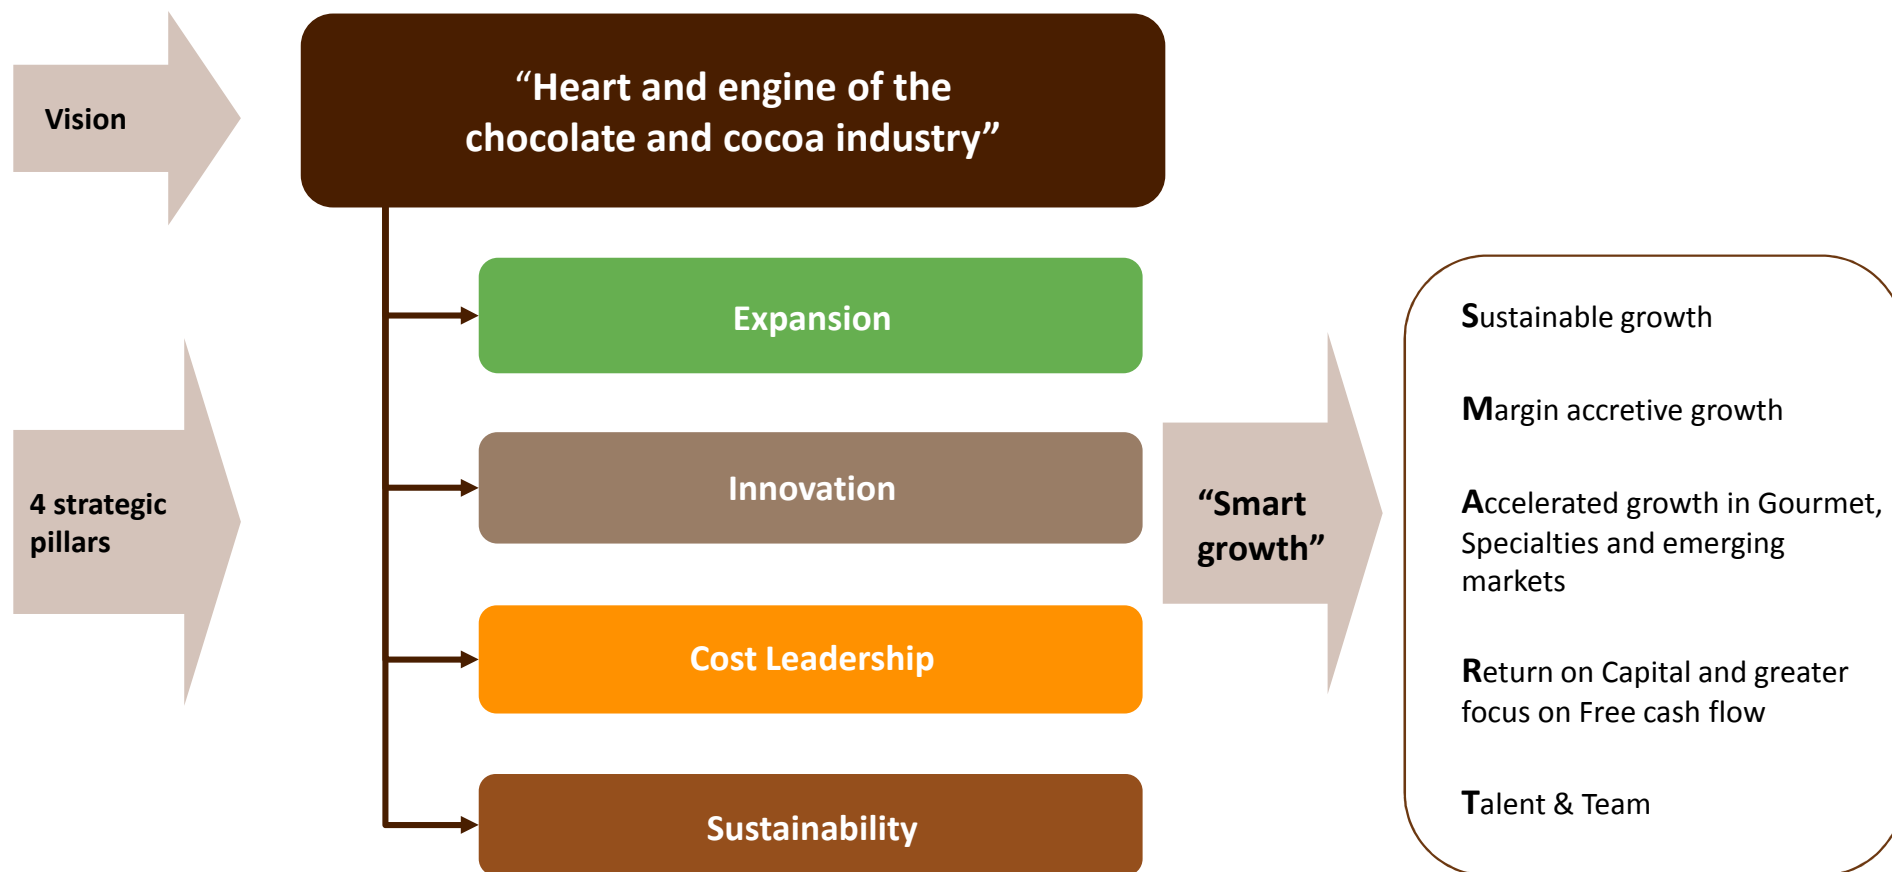 Vision
“Heart and engine of the
chocolate and cocoa industry”
4 strategic
pillars
Expansion
Innovation
Cost Leadership
Sustainability
“Smart
growth”
Sustainable growth
Margin accretive growth
Accelerated growth in Gourmet,
Specialties and emerging
markets
Return on Capital and greater
focus on Free cash flow
Talent & Team